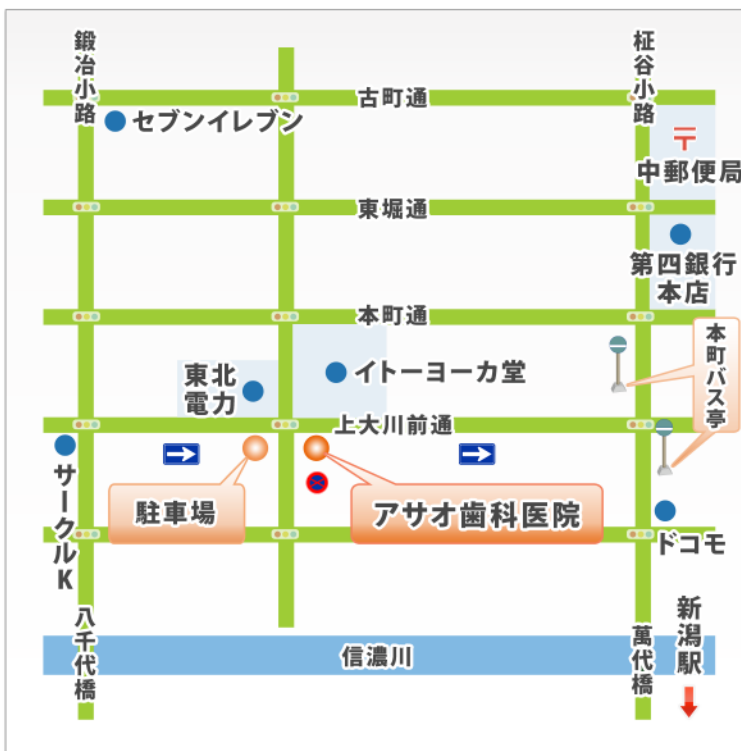 鍛冶小路
柾谷小路
古町通
セブンイレブン
〒
中郵便局
東堀通
第四銀行
本店
本町通
本町バス亭
イトーヨーカ堂
東北
電力
上大川前通
サークルK
駐車場
アサオ歯科医院
ドコモ
八千代橋
信濃川
萬代橋
新潟駅